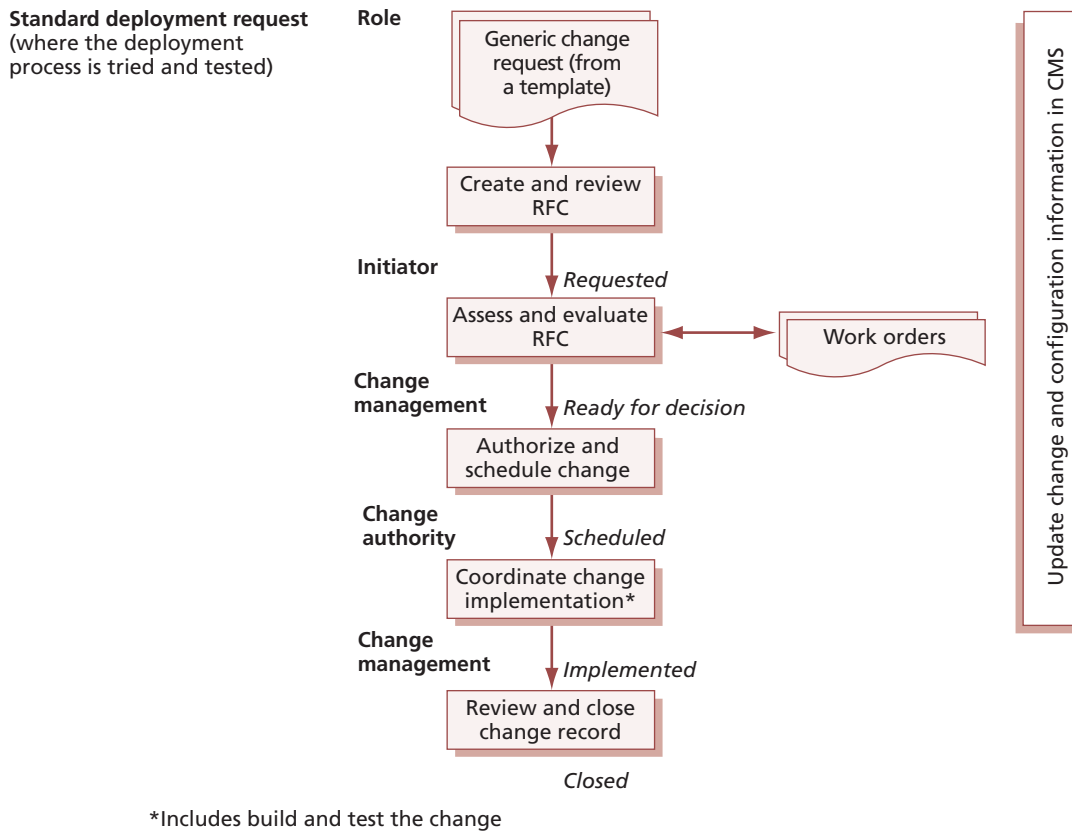 Standard deployment request
(where the deployment
process is tried and tested)
Role
Generic change
request (from
a template)
Create and review
RFC
Initiator
Requested
Assess and evaluate
RFC
Work orders
Change
management
Ready for decision
Authorize and
schedule change
Change
authority
Scheduled
Coordinate change
implementation*
Change
management
Implemented
Review and close
change record
Closed
Update change and configuration information in CMS
*Includes build and test the change